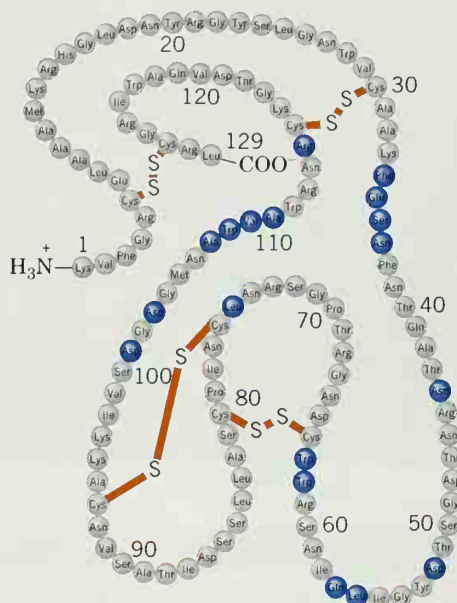 H₃N⁺
1
Lys Val Phe Gly Arg Cys Glu Leu Ala Ala Ala Met Lys Arg His Gly Leu Asp Asn Tyr Arg Gly Tyr Ser Leu Gly Asn Trp Val Cys
20
30
Ala Ala Lys Phe Glu Ser Asn Phe Asn Thr Gln Ala Thr Asn Arg Asn Thr Asp Gly Ser Thr Asp Tyr Gly Ile Leu Gln Ile Asn Ser Arg Trp Trp Cys
40
50
60
Asp Asn Gly Arg Thr Pro Gly Ser Arg Asn Leu Cys Asn Ile Pro Cys
70
80
Ser Ala Leu Leu Ser Ser Asp Ile Thr Ala Ser Val Asn Cys
90
Ala Lys Lys Ile Val Ser Asp Gly Asn Gly Met Asn Ala Trp Val Ala Trp Arg Asn Arg Cys
100
110
Lys Gly Thr Asp Val Gln Ala Trp Ile Arg Gly Cys Arg Leu
120
129
COO⁻
S
S
S
S
S
S
S
S